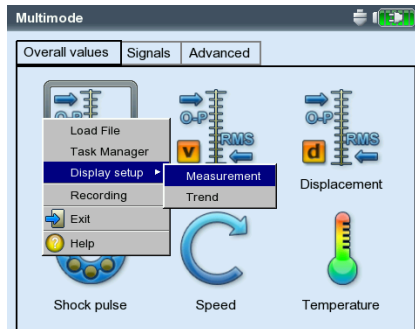 Multimode
Overall values Signals Advanced
O-P
O-P
RMS
v
O-P
RMS
d
Load File
Task Manager
Display setup
Measurement
Trend
Recording
Exit
? Help
Displacement
Shock pulse Speed Temperature